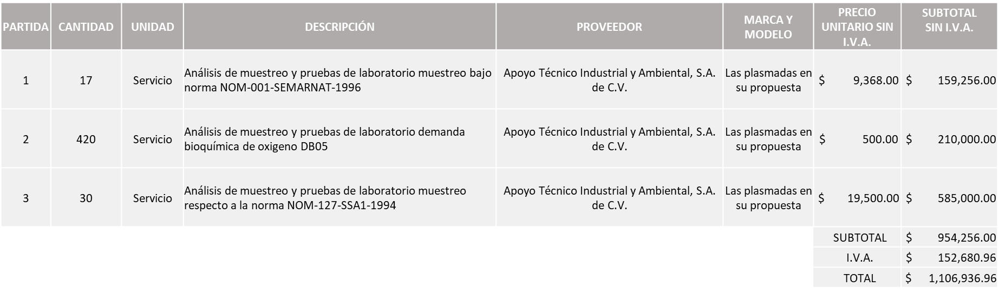 PARTIDA CANTIDAD UNIDAD DESCRIPCIÓN PROVEEDOR MARCA Y MODELO PRECIO UNITARIO SIN I.V.A. SUBTOTAL SIN I.V.A.
1 17 Servicio Análisis de muestreo y pruebas de laboratorio muestreo bajo norma NOM-001-SEMARNAT-1996 Apoyo Técnico Industrial y Ambiental, S.A. de C.V. Las plasmadas en su propuesta $ 9,368.00 $ 159,256.00
2 420 Servicio Análisis de muestreo y pruebas de laboratorio demanda bioquímica de oxigeno DB05 Apoyo Técnico Industrial y Ambiental, S.A. de C.V. Las plasmadas en su propuesta $ 500.00 $ 210,000.00
3 30 Servicio Análisis de muestreo y pruebas de laboratorio muestreo respecto a la norma NOM-127-SSA1-1994 Apoyo Técnico Industrial y Ambiental, S.A. de C.V. Las plasmadas en su propuesta $ 19,500.00 $ 585,000.00
SUBTOTAL $ 954,256.00
I.V.A. $ 152,680.96
TOTAL $ 1,106,936.96